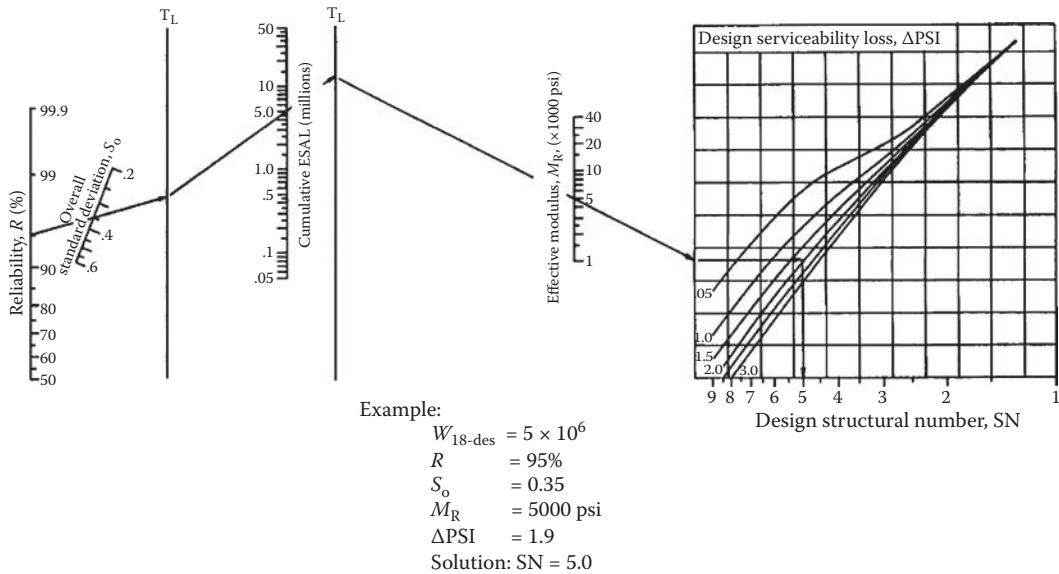 T_L
T_L
Reliability, R (%)
99.9
99
90
80
70
60
50
Overall
standard deviation, S_o
.2
.4
.6
Cumulative ESAL (millions)
50
10
5.0
1.0
.5
.1
.05
Effective modulus, M_R, (×1000 psi)
40
20
10
5
1
Design serviceability loss, ΔPSI
.05
1.0
1.5
2.0
3.0
9 8 7 6 5 4 3 2 1
Design structural number, SN
Example:
W_18-des = 5 × 10^6
R = 95%
S_o = 0.35
M_R = 5000 psi
ΔPSI = 1.9
Solution: SN = 5.0